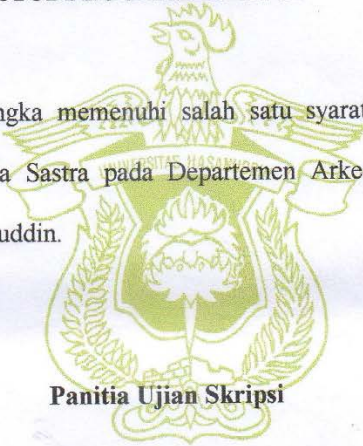 ngka memenuhi salah satu syarat
UNIVERSITAS HASANUDDIN
a Sastra pada Departemen Arke
uddin.
Panitia Ujian Skripsi